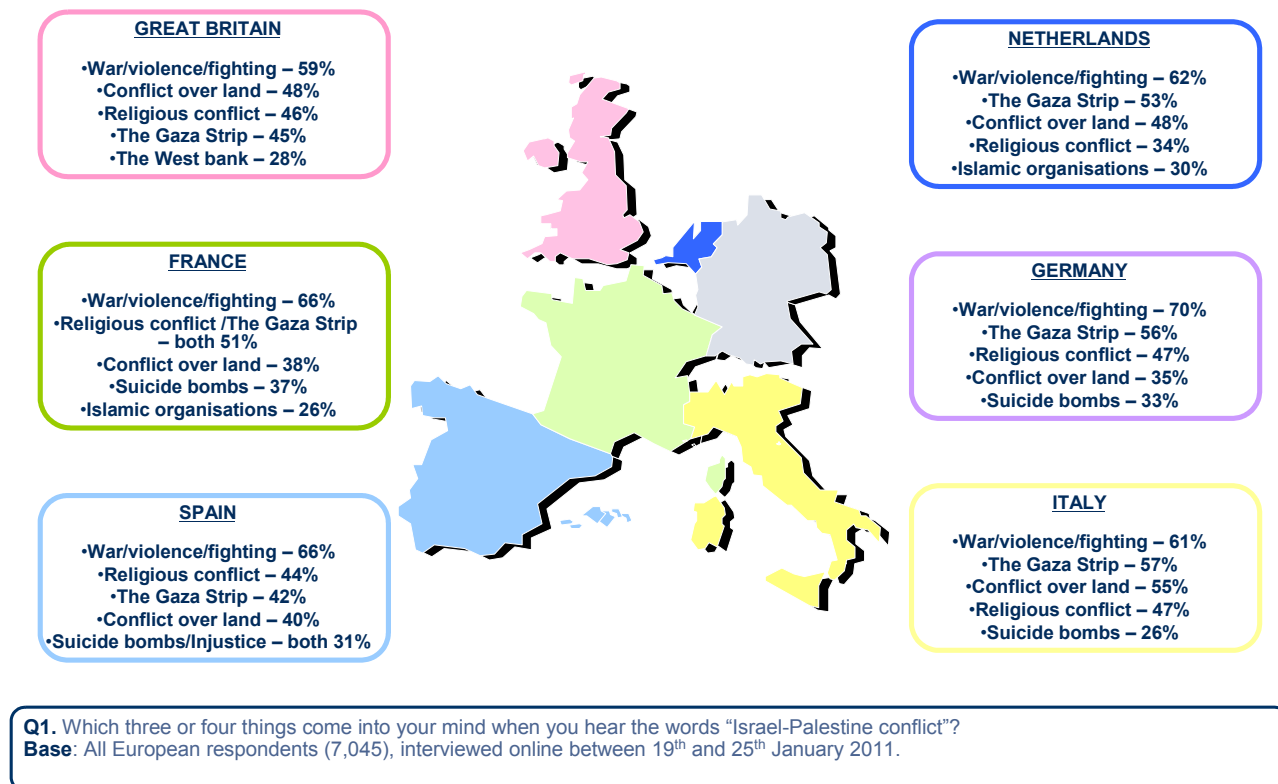 GREAT BRITAIN
•War/violence/fighting – 59%
•Conflict over land – 48%
•Religious conflict – 46%
•The Gaza Strip – 45%
•The West bank – 28%
FRANCE
•War/violence/fighting – 66%
•Religious conflict /The Gaza Strip
– both 51%
•Conflict over land – 38%
•Suicide bombs – 37%
•Islamic organisations – 26%
SPAIN
•War/violence/fighting – 66%
•Religious conflict – 44%
•The Gaza Strip – 42%
•Conflict over land – 40%
•Suicide bombs/Injustice – both 31%
NETHERLANDS
•War/violence/fighting – 62%
•The Gaza Strip – 53%
•Conflict over land – 48%
•Religious conflict – 34%
•Islamic organisations – 30%
GERMANY
•War/violence/fighting – 70%
•The Gaza Strip – 56%
•Religious conflict – 47%
•Conflict over land – 35%
•Suicide bombs – 33%
ITALY
•War/violence/fighting – 61%
•The Gaza Strip – 57%
•Conflict over land – 55%
•Religious conflict – 47%
•Suicide bombs – 26%
Q1. Which three or four things come into your mind when you hear the words “Israel-Palestine conflict”?
Base: All European respondents (7,045), interviewed online between 19th and 25th January 2011.